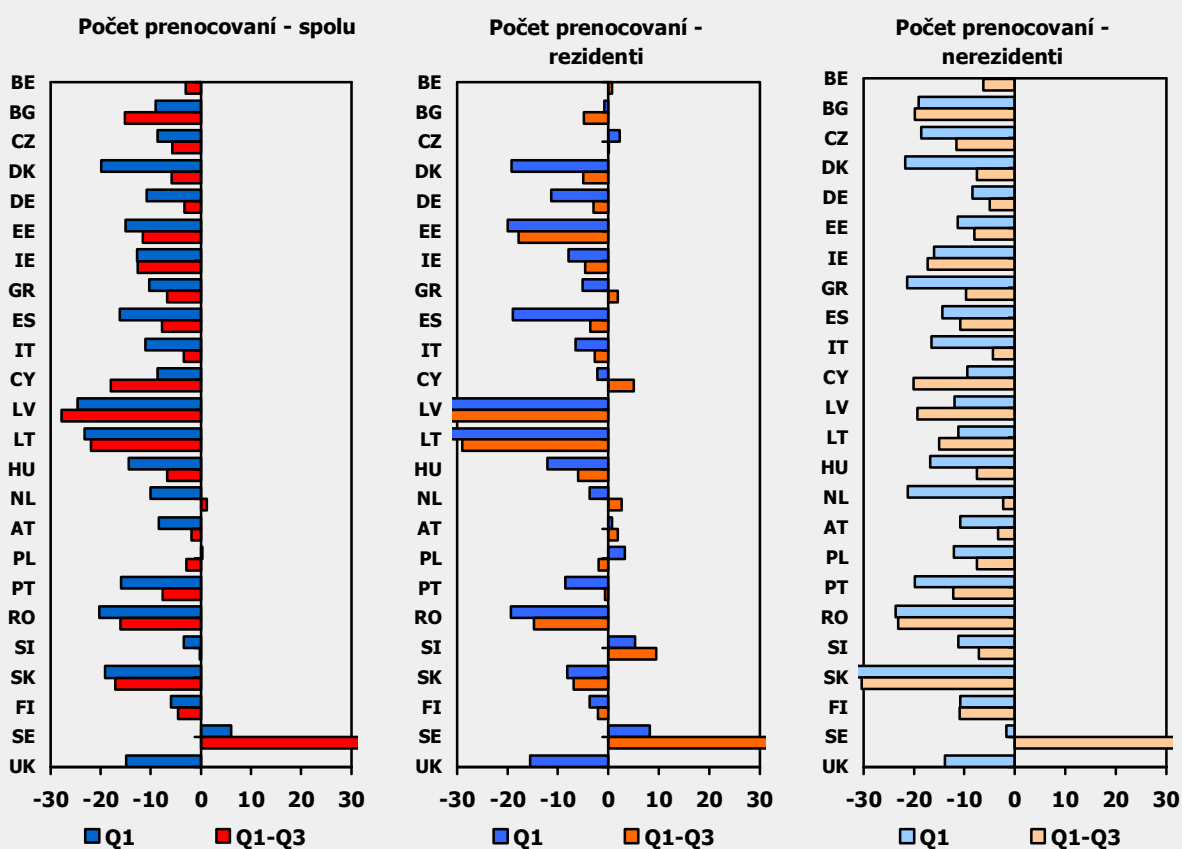 Počet prenocovaní - spolu
BE
BG
CZ
DK
DE
EE
IE
GR
ES
IT
CY
LV
LT
HU
NL
AT
PL
PT
RO
SI
SK
FI
SE
UK
-30 -20 -10 0 10 20 30
Q1 Q1-Q3
Počet prenocovaní -
rezidenti
BE
BG
CZ
DK
DE
EE
IE
GR
ES
IT
CY
LV
LT
HU
NL
AT
PL
PT
RO
SI
SK
FI
SE
UK
-30 -20 -10 0 10 20 30
Q1 Q1-Q3
Počet prenocovaní -
nerezidenti
BE
BG
CZ
DK
DE
EE
IE
GR
ES
IT
CY
LV
LT
HU
NL
AT
PL
PT
RO
SI
SK
FI
SE
UK
-30 -20 -10 0 10 20 30
Q1 Q1-Q3